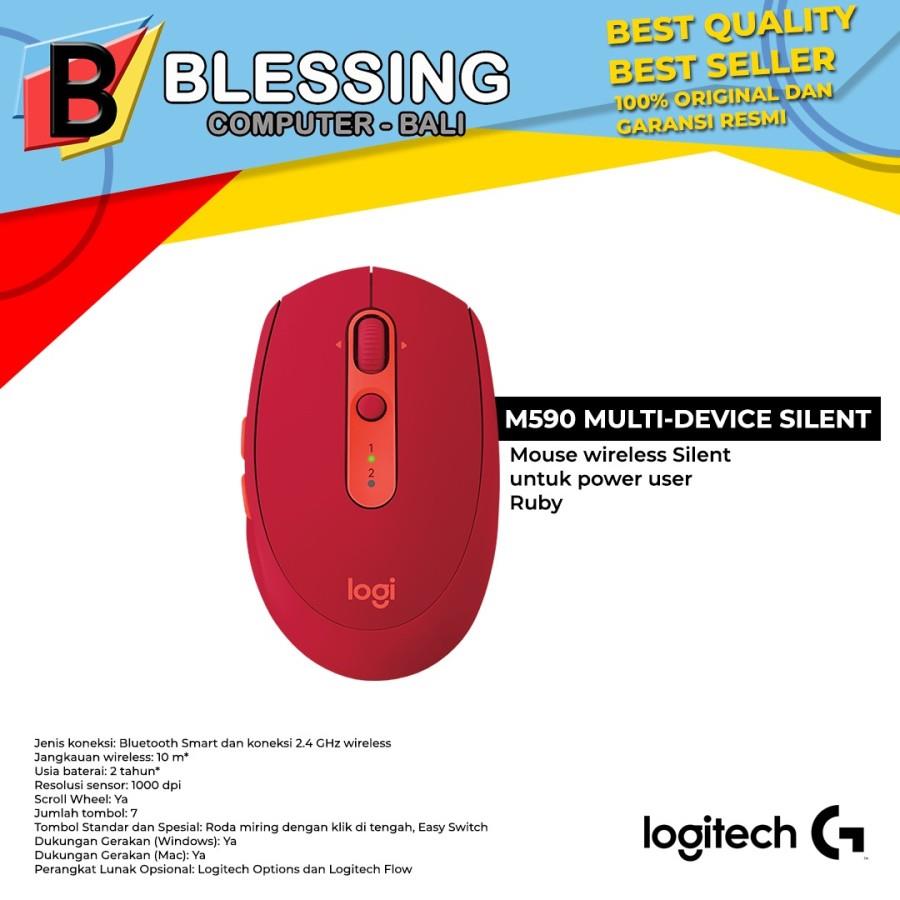 B
BLESSING
COMPUTER - BALI
BEST QUALITY
BEST SELLER
100% ORIGINAL DAN
GARANSI RESMI
1
2
logi
M590 MULTI-DEVICE SILENT
Mouse wireless Silent
untuk power user
Ruby
Jenis koneksi: Bluetooth Smart dan koneksi 2.4 GHz wireless
Jangkauan wireless: 10 m*
Usia baterai: 2 tahun*
Resolusi sensor: 1000 dpi
Scroll Wheel: Ya
Jumlah tombol: 7
Tombol Standar dan Spesial: Roda miring dengan klik di tengah, Easy Switch
Dukungan Gerakan (Windows): Ya
Dukungan Gerakan (Mac): Ya
Perangkat Lunak Opsional: Logitech Options dan Logitech Flow
logitech G